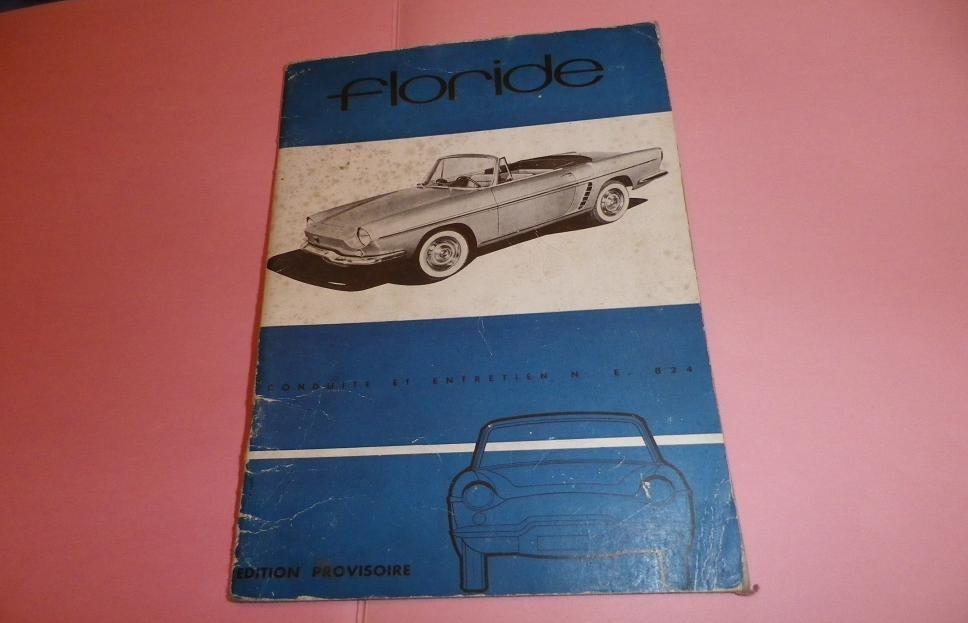 floride
CONDUITE ET ENTRETIEN N. E. 824
EDITION PROVISOIRE